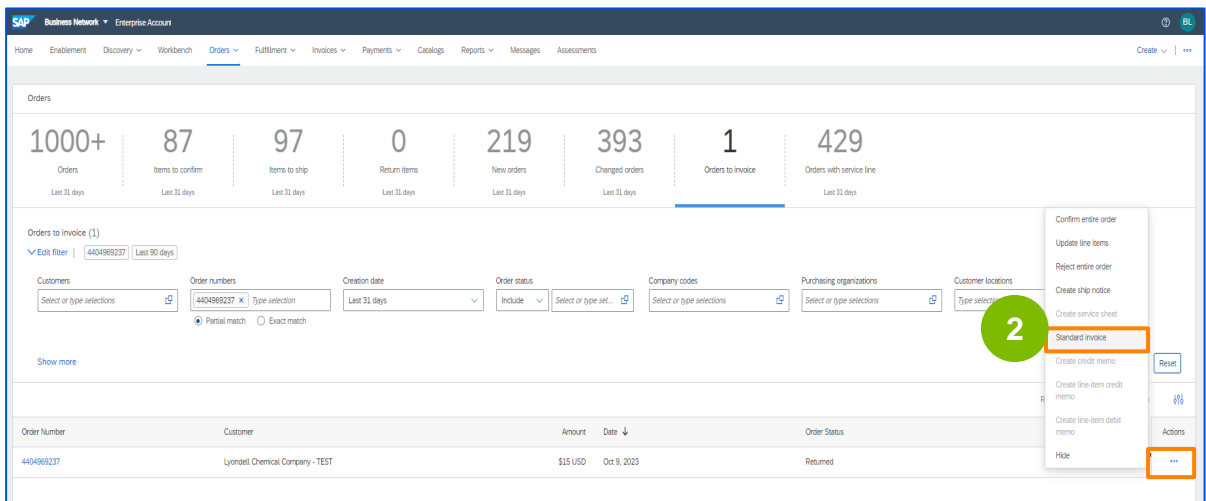 SAP Business Network Enterprise Account BL
Home Enablement Discovery Workbench Orders Fulfillment Invoices Payments Catalogs Reports Messages Assessments Create
Orders
1000+ 87 97 0 219 393 1 429
Orders Items to confirm Items to ship Return items New orders Changed orders Orders to invoice Orders with service line
Last 31 days Last 31 days Last 31 days Last 31 days Last 31 days Last 31 days Last 31 days
Orders to invoice (1)
Edit filter | 4404969237 Last 90 days
Customers Order numbers Creation date Order status Company codes Purchasing organizations Customer locations
Select or type selections 4404969237 × Type selection Last 31 days Include Select or type sel... Select or type selections Select or type selections
Partial match Exact match
Show more
Reset
Confirm entire order
Update line items
Reject entire order
Create ship notice
Create service sheet
2
Standard invoice
Create credit memo
Create line-item credit
memo
Create line-item debit
memo
Hide
Order Number Customer Amount Date ↓ Order Status Actions
4404969237 Lyondell Chemical Company - TEST $15 USD Oct 9, 2023 Returned